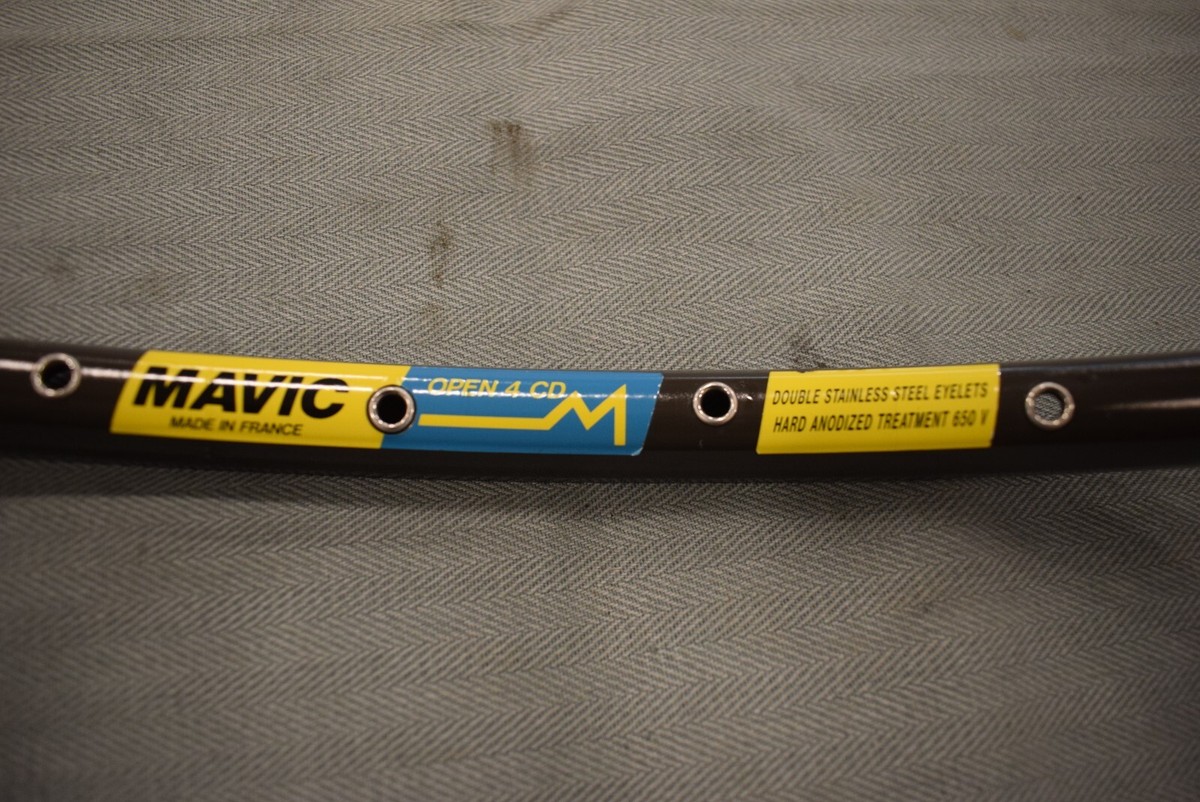 MAVIC
MADE IN FRANCE
OPEN 4 CD
M
DOUBLE STAINLESS STEEL EYELETS
HARD ANODIZED TREATMENT 650 V